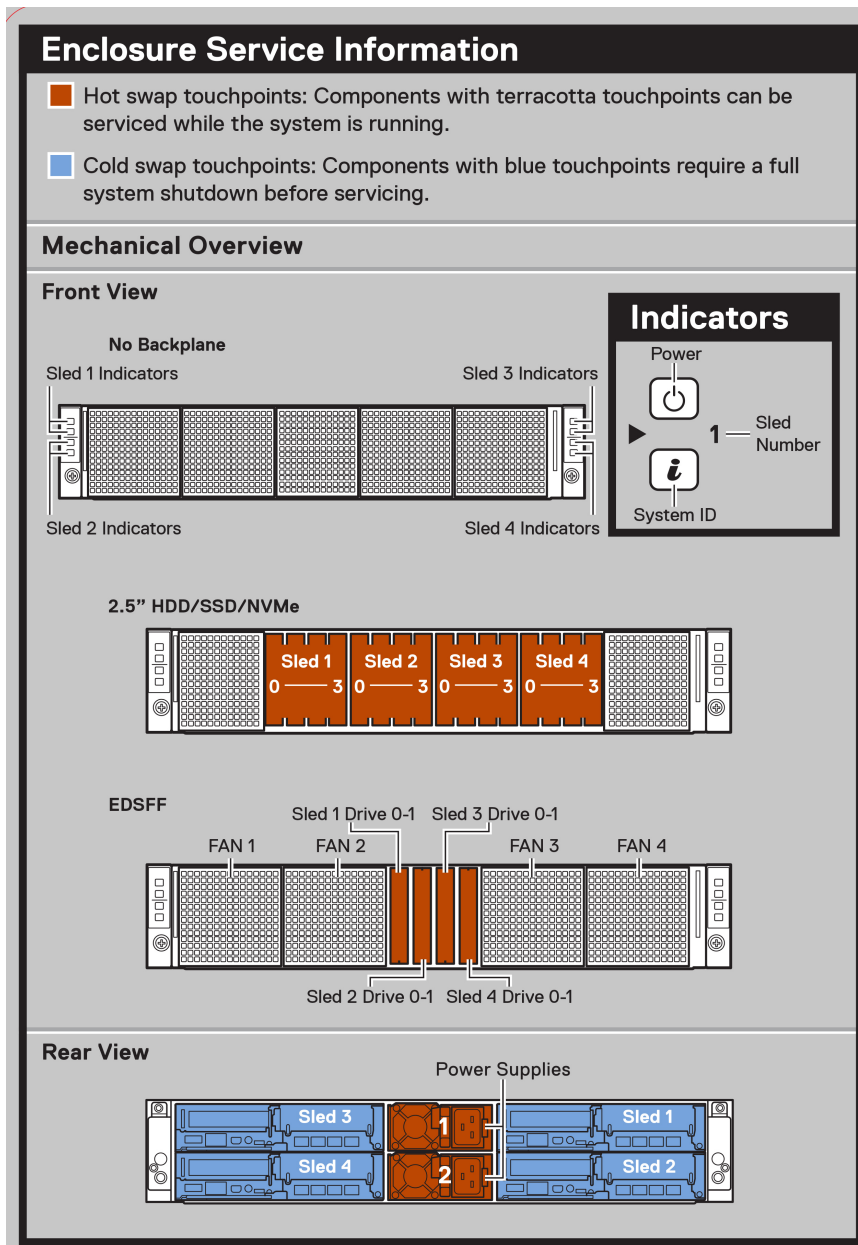 Enclosure Service Information
Hot swap touchpoints: Components with terracotta touchpoints can be
serviced while the system is running.
Cold swap touchpoints: Components with blue touchpoints require a full
system shutdown before servicing.
Mechanical Overview
Front View
No Backplane
Sled 1 Indicators
Sled 3 Indicators
Sled 2 Indicators
Sled 4 Indicators
Indicators
Power
1
Sled
Number
i
System ID
2.5” HDD/SSD/NVMe
Sled 1
Sled 2
Sled 3
Sled 4
0 3
0 3
0 3
0 3
EDSFF
Sled 1 Drive 0-1
Sled 3 Drive 0-1
FAN 1
FAN 2
FAN 3
FAN 4
Sled 2 Drive 0-1
Sled 4 Drive 0-1
Rear View
Power Supplies
Sled 3
1
Sled 1
Sled 4
2
Sled 2